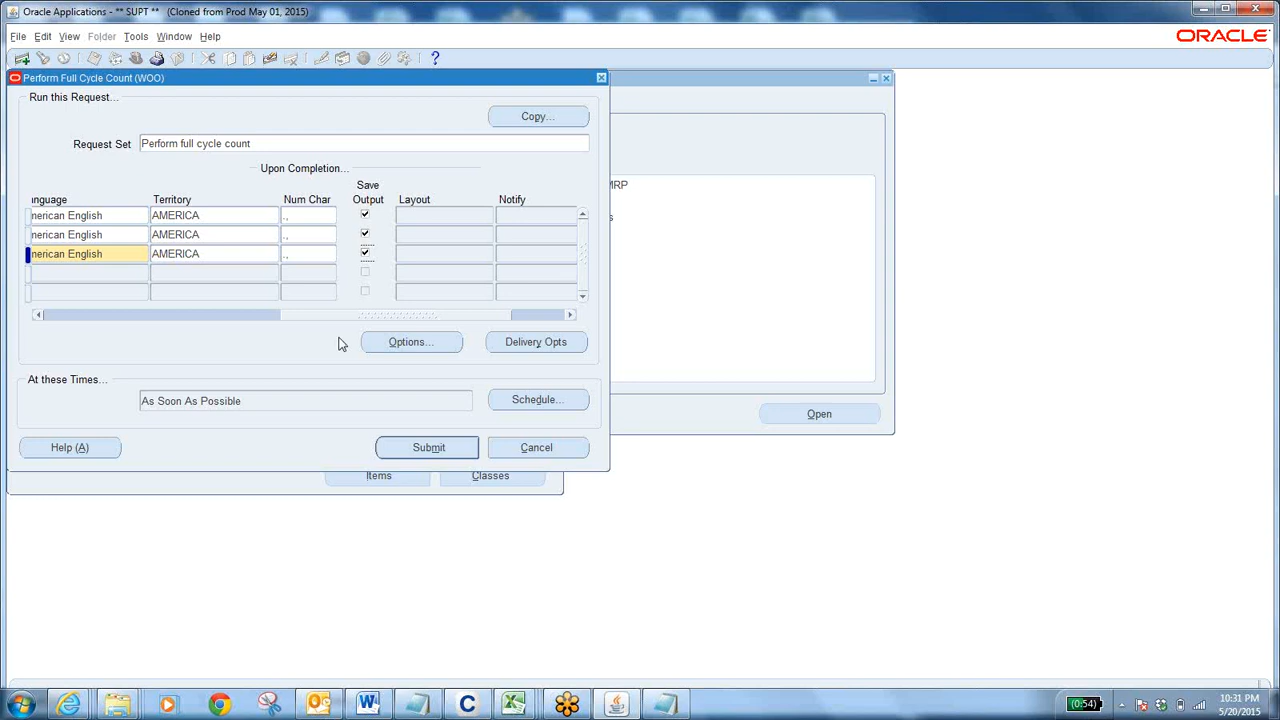 Oracle Applications - ** SUPT ** (Cloned from Prod May 01, 2015)
File Edit View Folder Tools Window Help
ORACLE
Perform Full Cycle Count (WOO)
Run this Request...
Copy...
Request Set Perform full cycle count
Upon Completion...
Save
Territory Num Char Output Layout Notify
AMERICA .,
nerican English AMERICA .,
nerican English AMERICA .,
MRP
s
Options... Delivery Opts
At these Times...
As Soon As Possible Schedule...
Open
Help (A) Submit Cancel
Items Classes
(0:54)
10:31 PM
5/20/2015